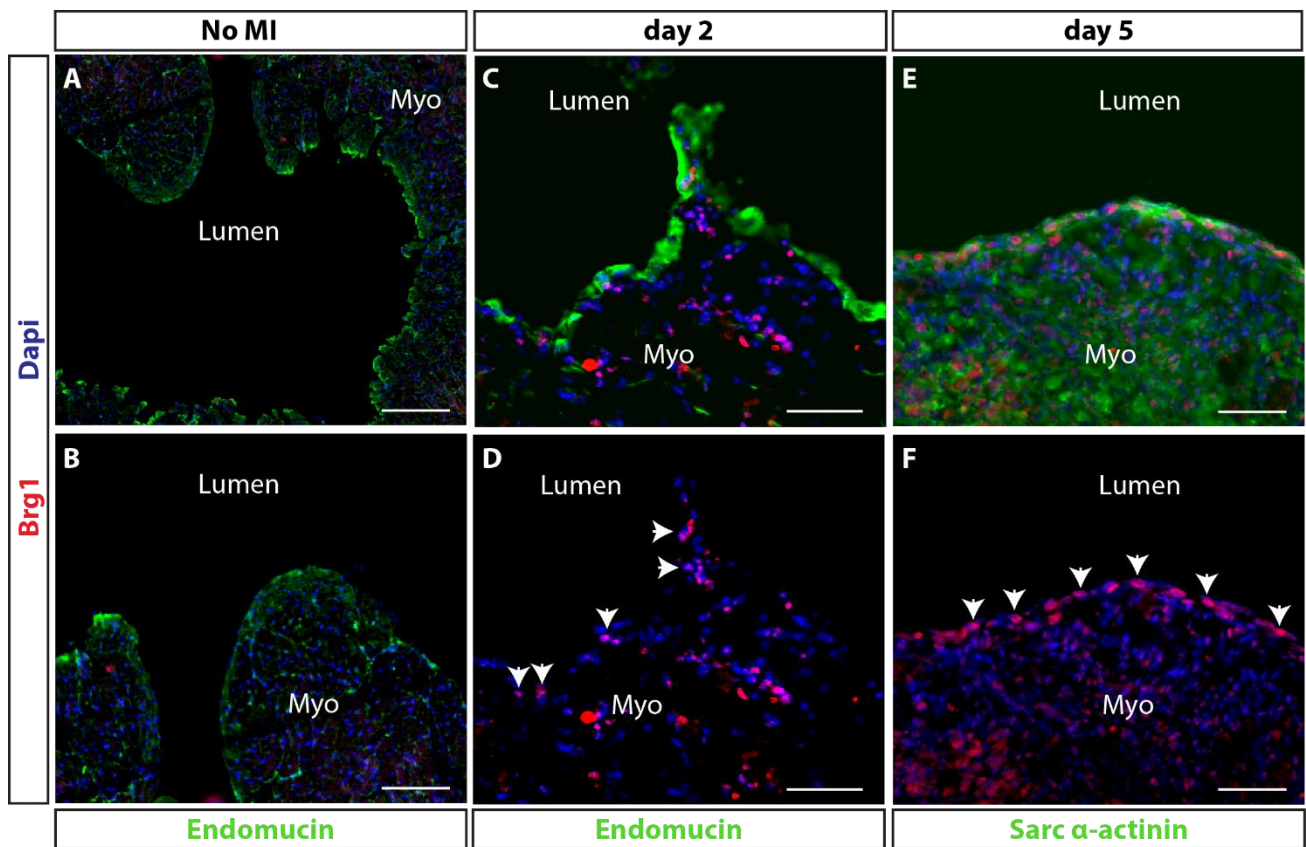 No MI
day 2
day 5
Dapi
Brg1
A
Myo
Lumen
C
Lumen
Myo
E
Lumen
Myo
B
Lumen
Myo
D
Lumen
Myo
F
Lumen
Myo
Endomucin
Endomucin
Sarc α-actinin